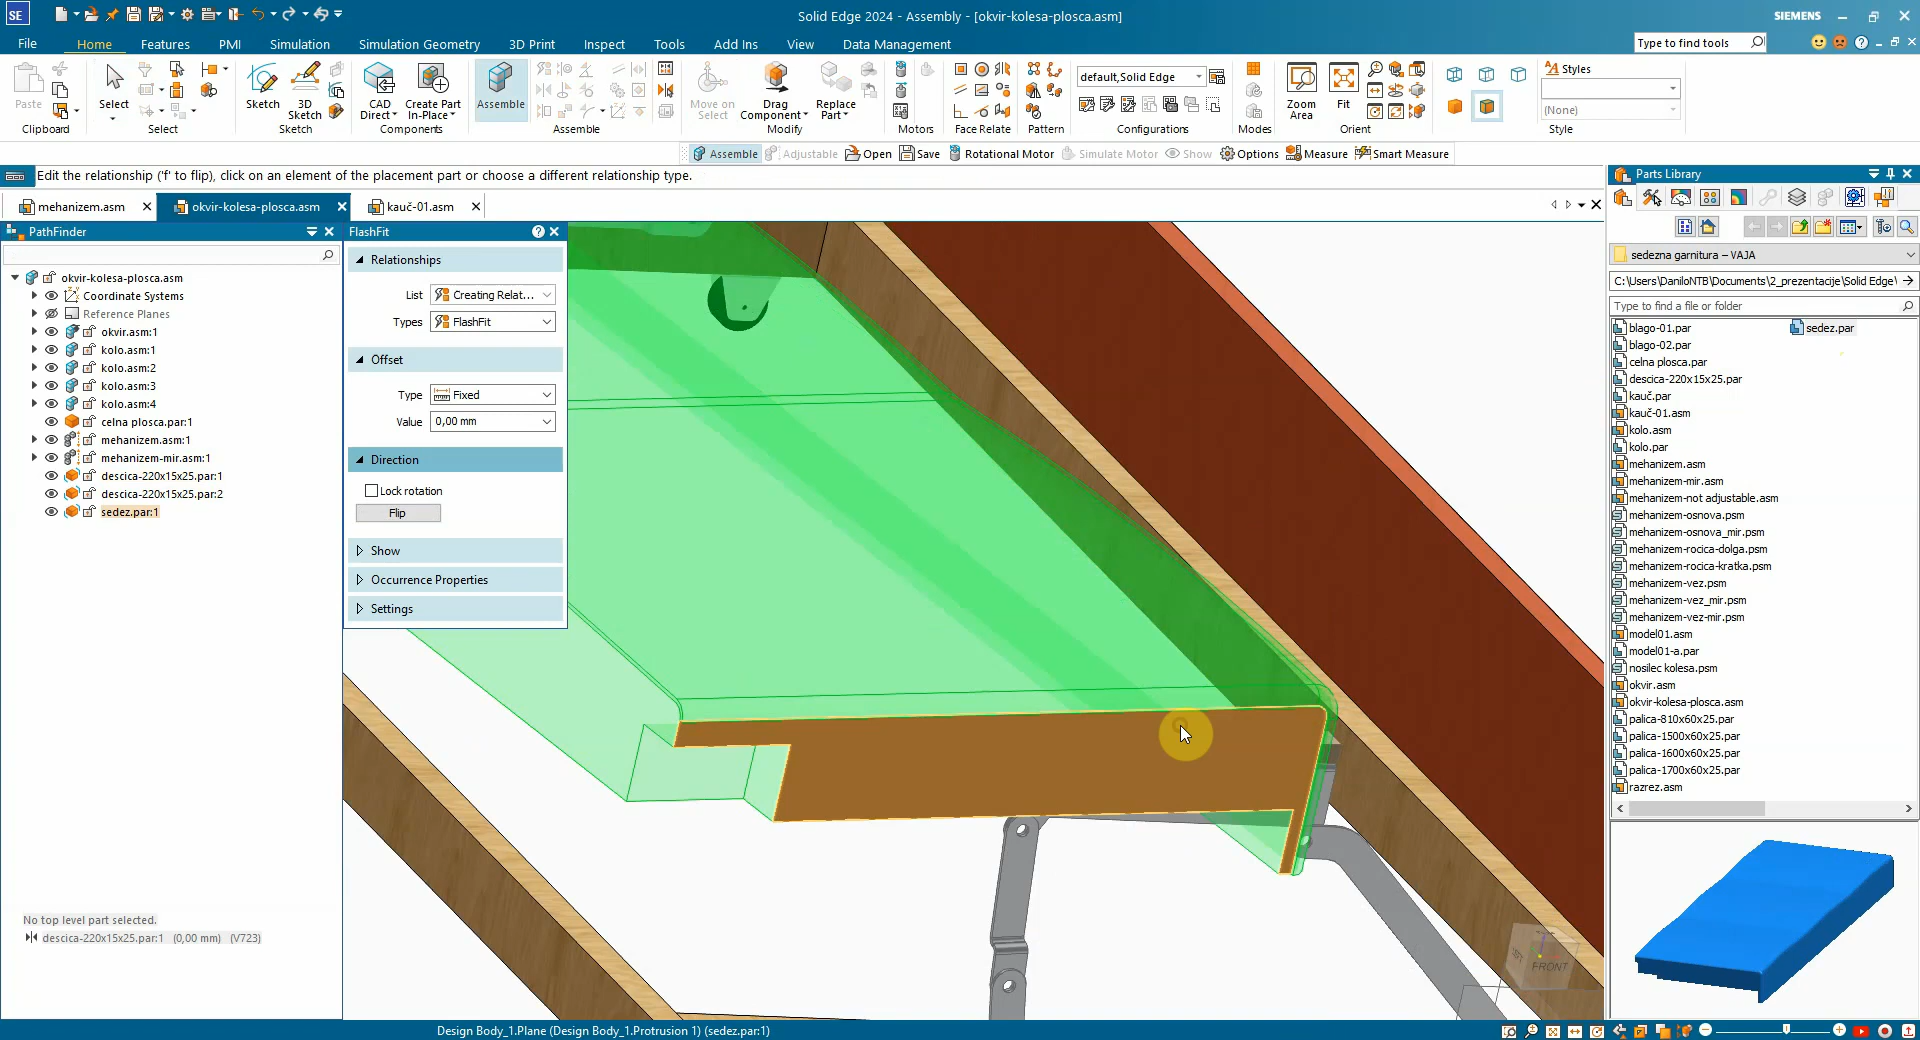 Solid Edge 2024 - Assembly - [okvir-kolesa-plosca.asm]
SIEMENS
SE
File
Home
Features
PMI
Simulation
Simulation Geometry
3D Print
Inspect
Tools
Add Ins
View
Data Management
Type to find tools
Paste
Clipboard
Select
Select
Sketch
3D Sketch
Sketch
CAD Direct
Create Part In-Place
Components
Assemble
Assemble
Move on Select
Drag Component
Replace Part
Modify
Motors
Face Relate
Pattern
default,Solid Edge
Configurations
Modes
Zoom Area
Fit
Orient
Styles
(None)
Style
Assemble
Adjustable
Open
Save
Rotational Motor
Simulate Motor
Show
Options
Measure
Smart Measure
Edit the relationship ('f' to flip), click on an element of the placement part or choose a different relationship type.
mehanizem.asm
okvir-kolesa-plosca.asm
kauč-01.asm
PathFinder
okvir-kolesa-plosca.asm
Coordinate Systems
Reference Planes
okvir.asm:1
kolo.asm:1
kolo.asm:2
kolo.asm:3
kolo.asm:4
celna plosca.par:1
mehanizem.asm:1
mehanizem-mir.asm:1
descica-220x15x25.par:1
descica-220x15x25.par:2
sedez.par:1
No top level part selected.
descica-220x15x25.par:1 (0,00 mm) (V723)
FlashFit
Relationships
List
Creating Relat...
Types
FlashFit
Offset
Type
Fixed
Value
0,00 mm
Direction
Lock rotation
Flip
Show
Occurrence Properties
Settings
FRONT
Parts Library
sedezna garnitura – VAJA
C:\Users\DaniloNTB\Documents\2_prezentacije\Solid Edge\
Type to find a file or folder
blago-01.par
blago-02.par
celna plosca.par
descica-220x15x25.par
kauč.par
kauč-01.asm
kolo.asm
kolo.par
mehanizem.asm
mehanizem-mir.asm
mehanizem-not adjustable.asm
mehanizem-osnova.psm
mehanizem-osnova_mir.psm
mehanizem-rocica-dolga.psm
mehanizem-rocica-kratka.psm
mehanizem-vez.psm
mehanizem-vez_mir.psm
mehanizem-vez-mir.psm
model01.asm
model01-a.par
nosilec kolesa.psm
okvir.asm
okvir-kolesa-plosca.asm
palica-810x60x25.par
palica-1500x60x25.par
palica-1600x60x25.par
palica-1700x60x25.par
razrez.asm
sedez.par
Design Body_1.Plane (Design Body_1.Protrusion 1) (sedez.par:1)